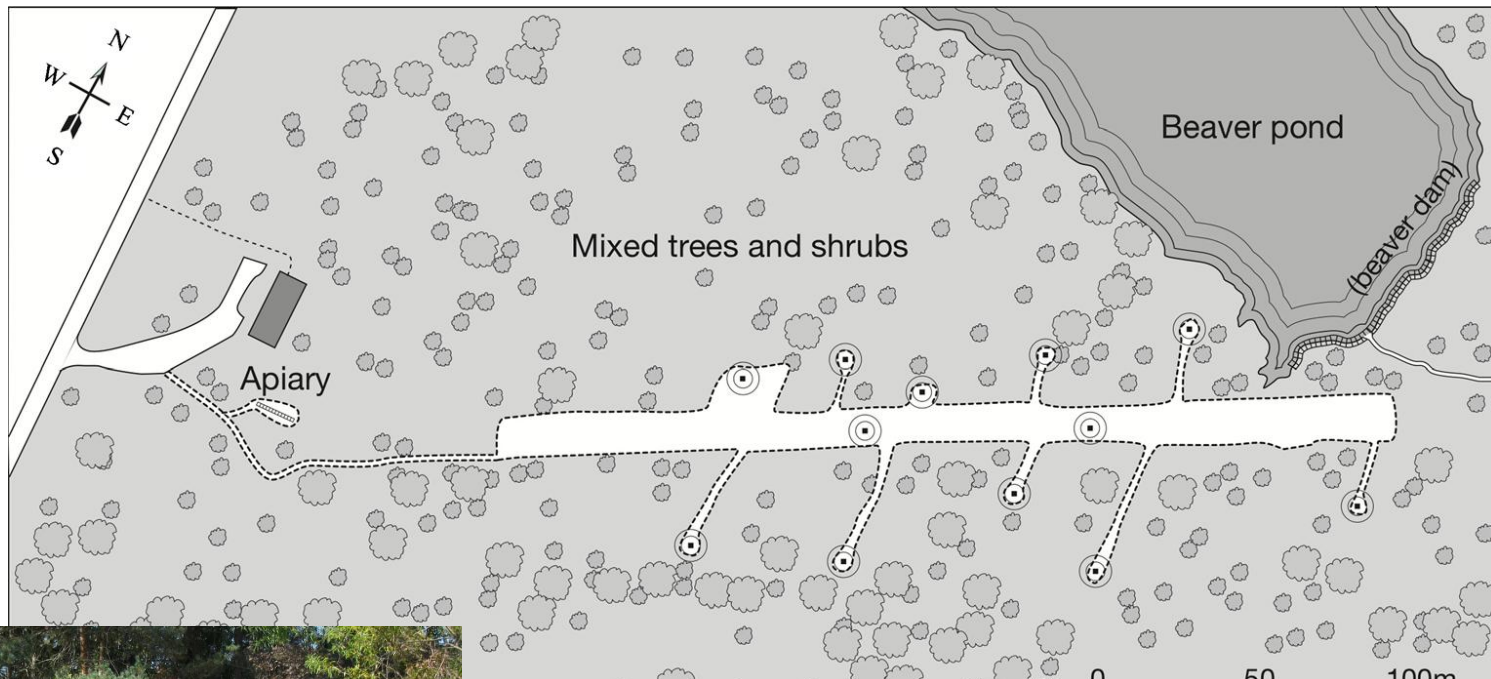 N
W
E
S
Beaver pond
(beaver dam)
Mixed trees and shrubs
Apiary
0 50 100m